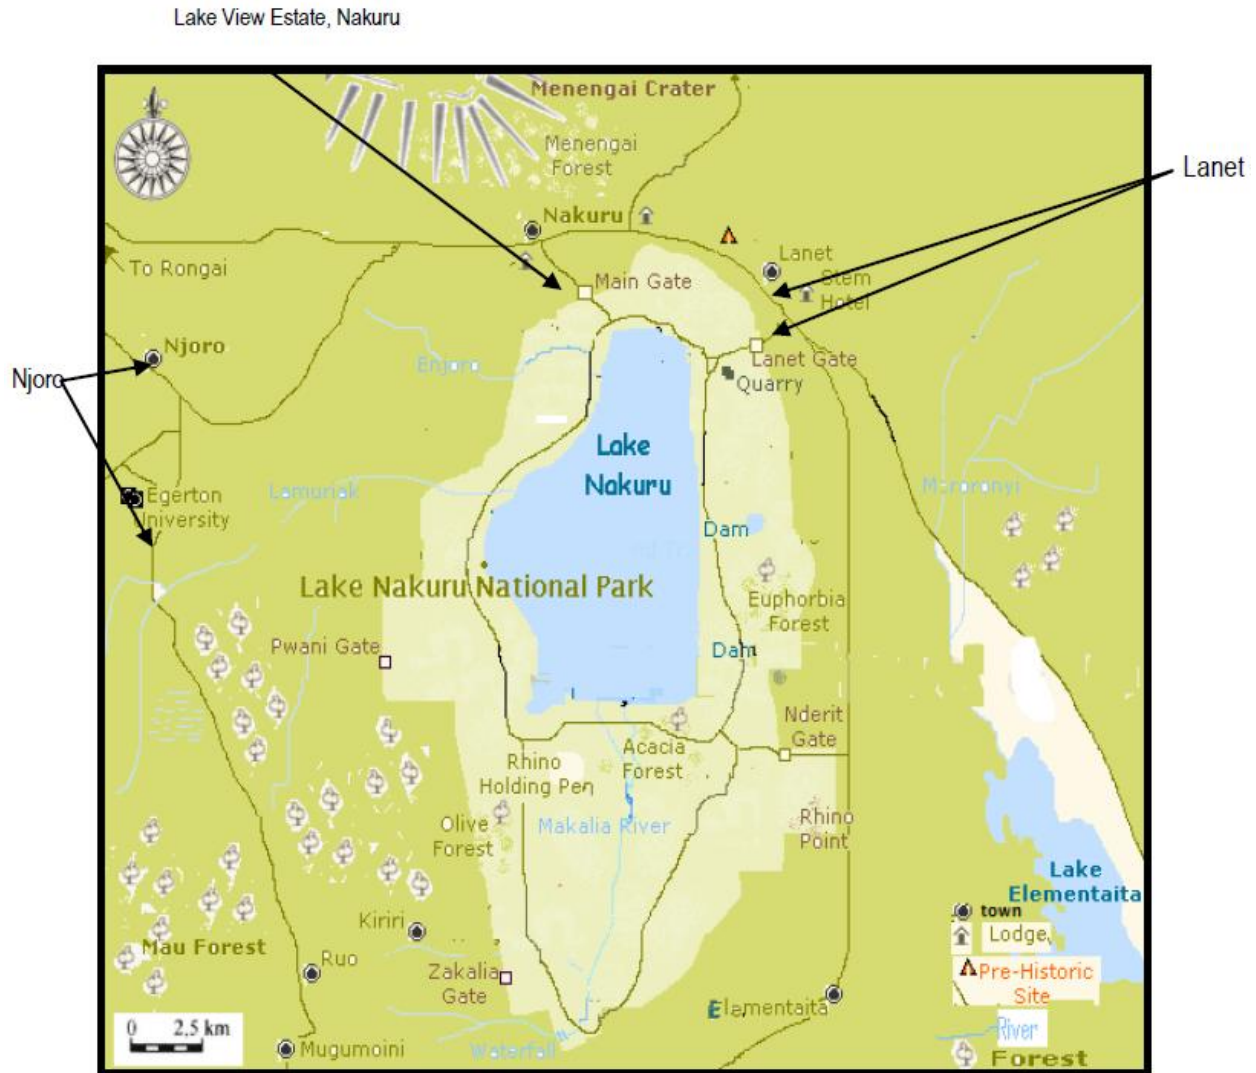 Lake View Estate, Nakuru
Menengai Crater
Menengai
Forest
Lanet
Nakuru
To Rongai
Lanet
Stem
Hotel
Main Gate
Njoro
Enjoro
Lanet Gate
Quarry
Njoro
Lake
Nakuru
Lamuriak
Egerton
University
Dam
Lake Nakuru National Park
Euphorbia
Forest
Pwani Gate
Dam
Nderit
Gate
Acacia
Forest
Rhino
Holding Pen
Olive
Forest
Makalia River
Rhino
Point
Lake
Elementaita
town
Lodge
Kiriri
Mau Forest
Ruo
Zakalia
Gate
Pre-Historic
Site
Elamentaita
River
0 2,5 km
Mugumoini
Waterfall
Forest